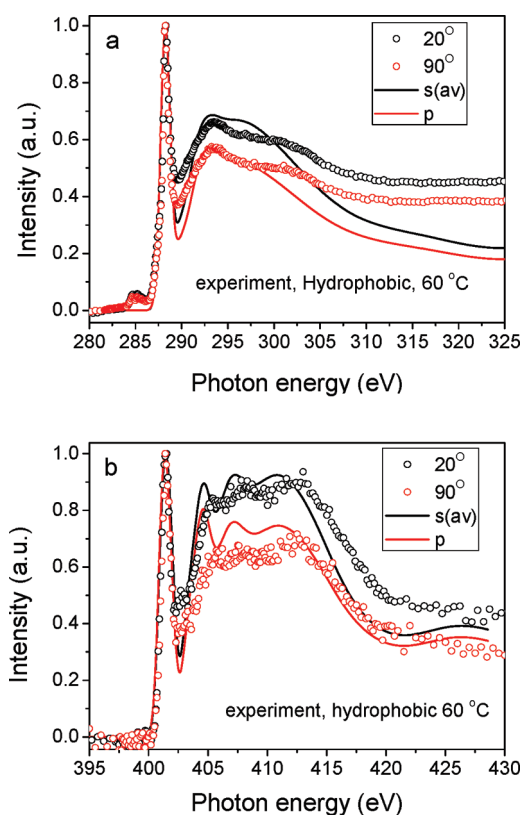 a
20°
90°
s(av)
p
Intensity (a.u.)
1.0
0.8
0.6
0.4
0.2
0.0
experiment, Hydrophobic, 60 °C
280 285 290 295 300 305 310 315 320 325
Photon energy (eV)
b
20°
90°
s(av)
p
Intensity (a.u.)
1.0
0.8
0.6
0.4
0.2
0.0
experiment, hydrophobic 60 °C
395 400 405 410 415 420 425 430
Photon energy (eV)